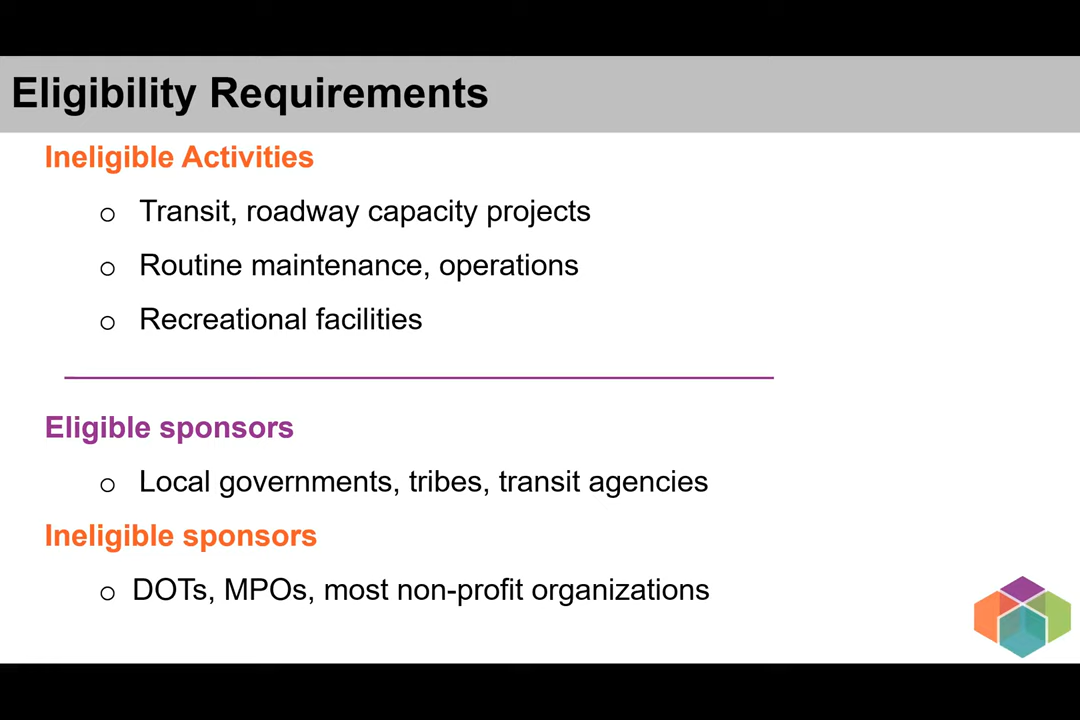 Eligibility Requirements
Ineligible Activities
o Transit, roadway capacity projects
o Routine maintenance, operations
o Recreational facilities
Eligible sponsors
o Local governments, tribes, transit agencies
Ineligible sponsors
o DOTs, MPOs, most non-profit organizations